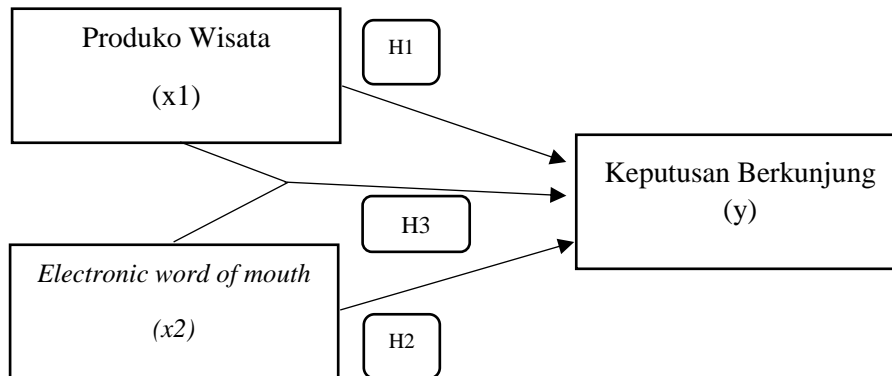 Produko Wisata
(x1)
H1
Keputusan Berkunjung
(y)
H3
Electronic word of mouth
(x2)
H2